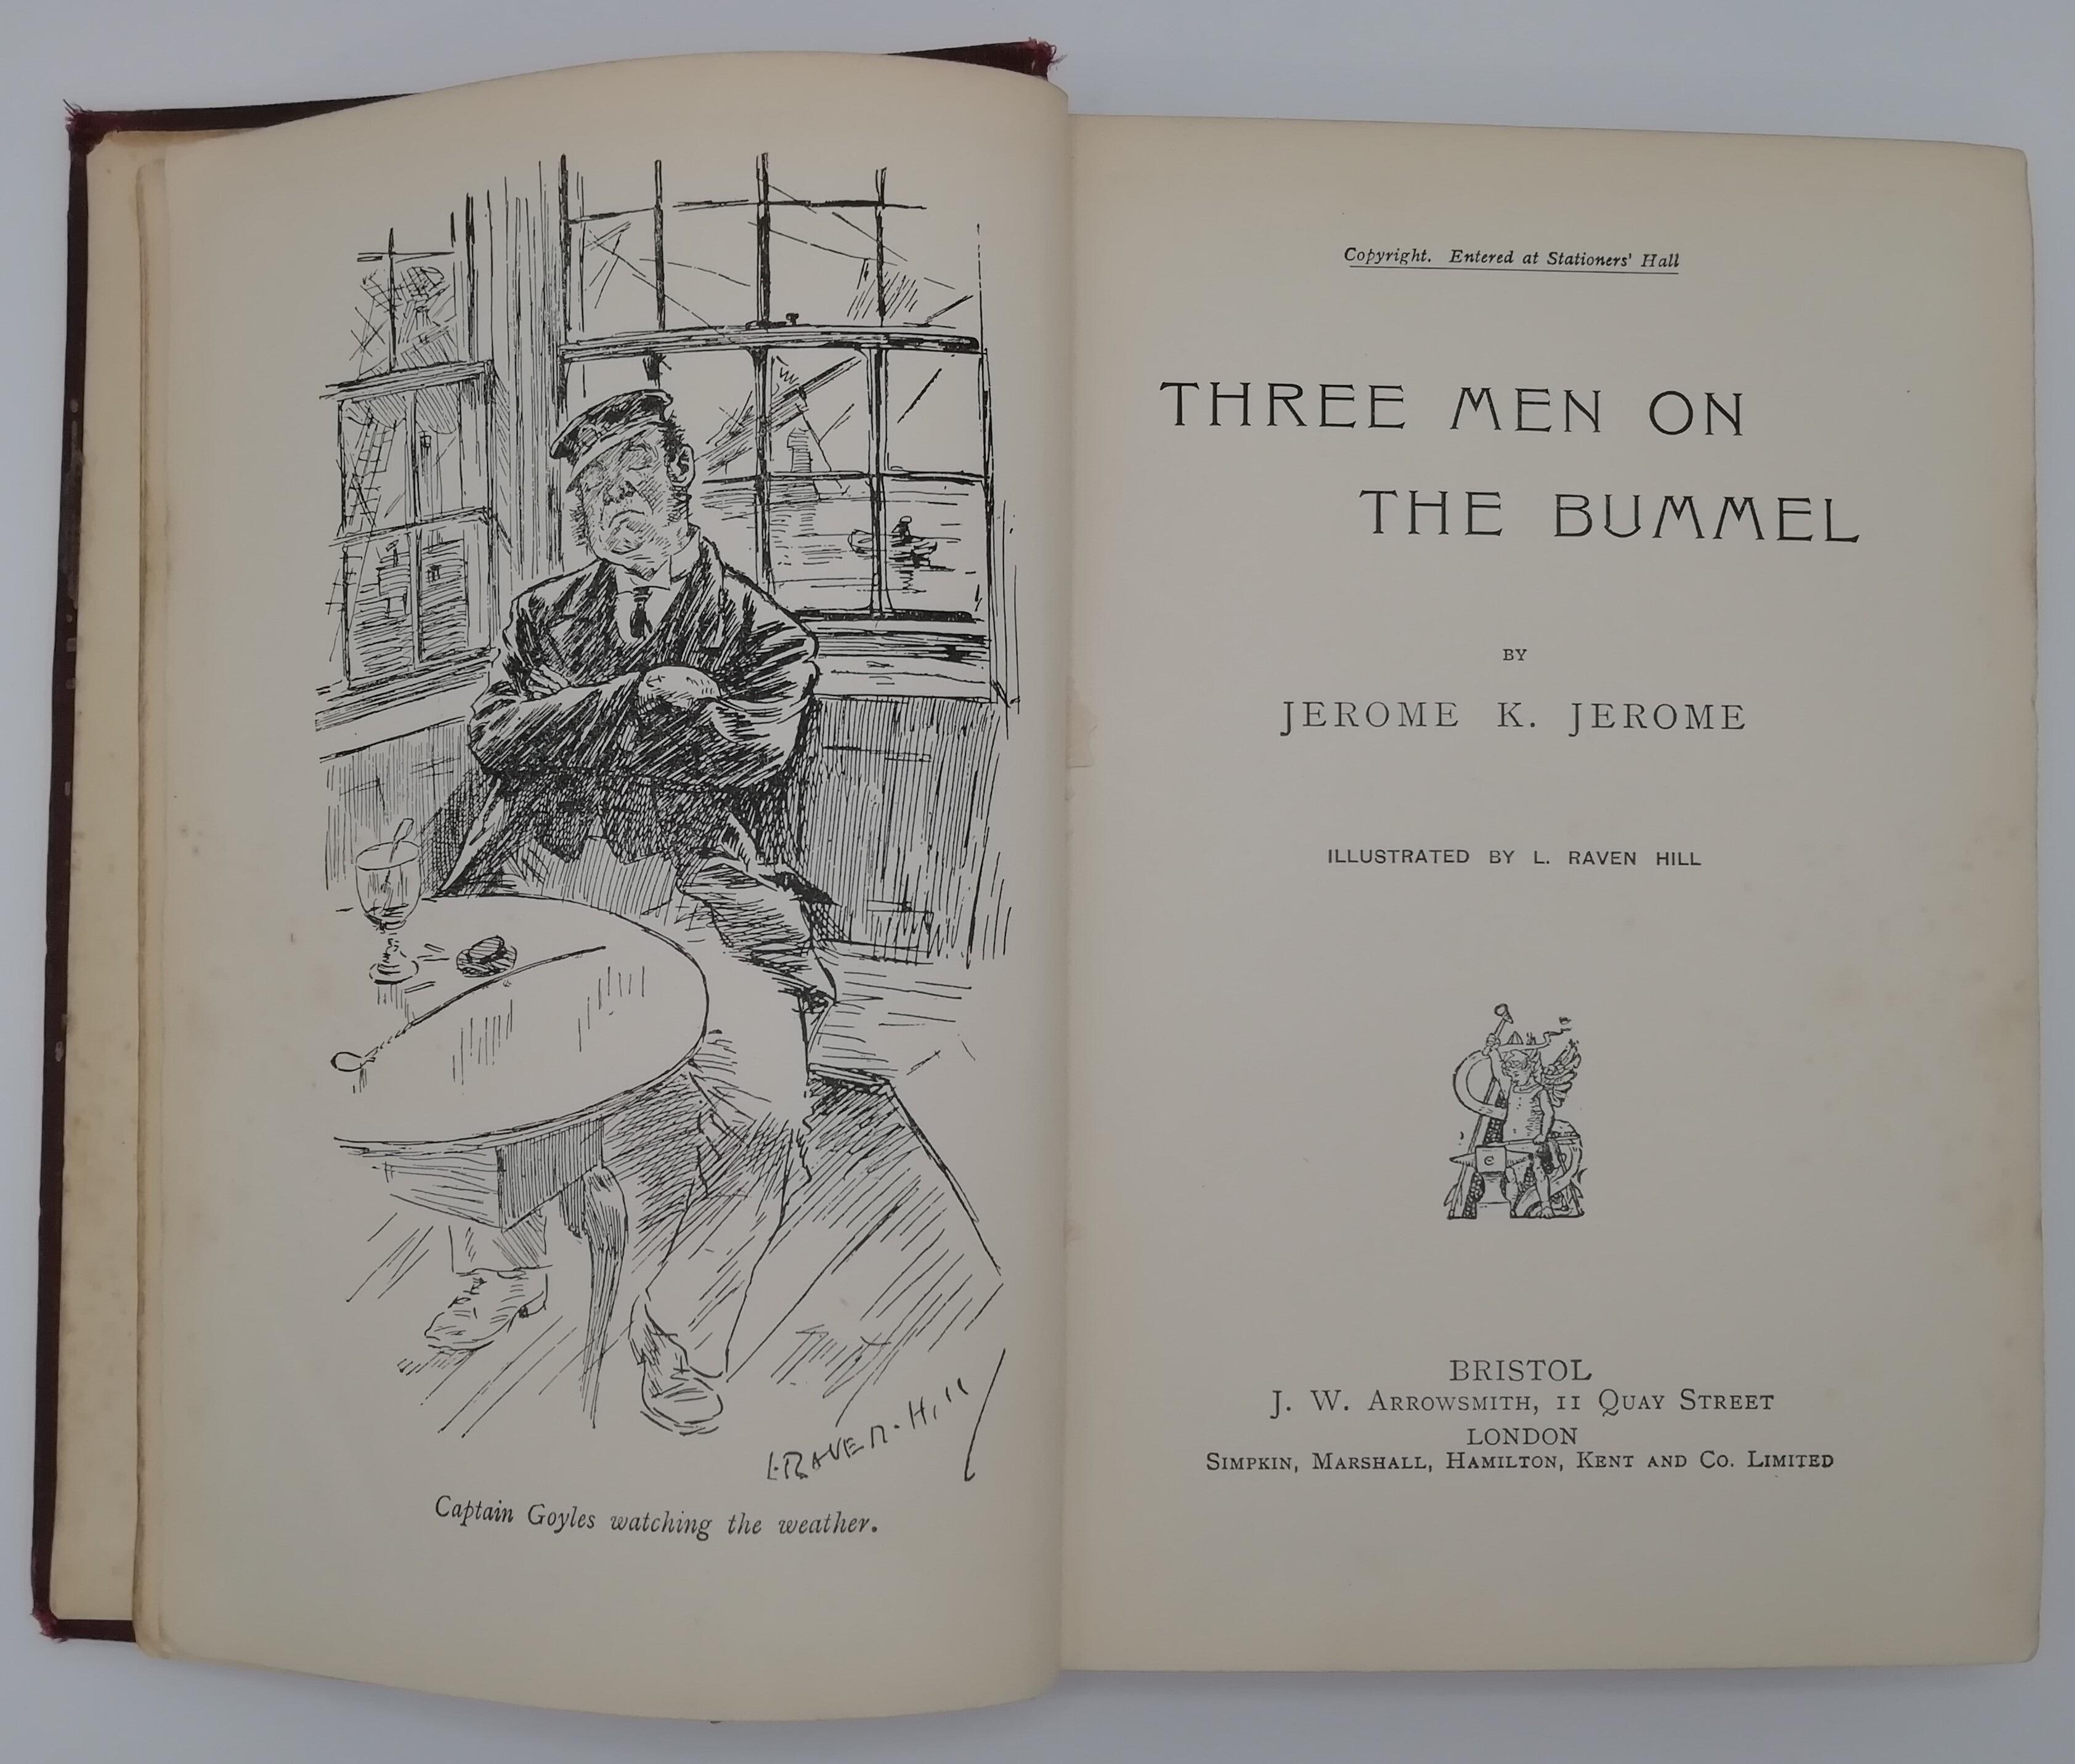 L. RAVEN-Hill
Captain Goyles watching the weather.
Copyright. Entered at Stationers' Hall
THREE MEN ON
THE BUMMEL
BY
JEROME K. JEROME
ILLUSTRATED BY L. RAVEN HILL
BRISTOL
J. W. ARROWSMITH, 11 QUAY STREET
LONDON
SIMPKIN, MARSHALL, HAMILTON, KENT AND CO. LIMITED